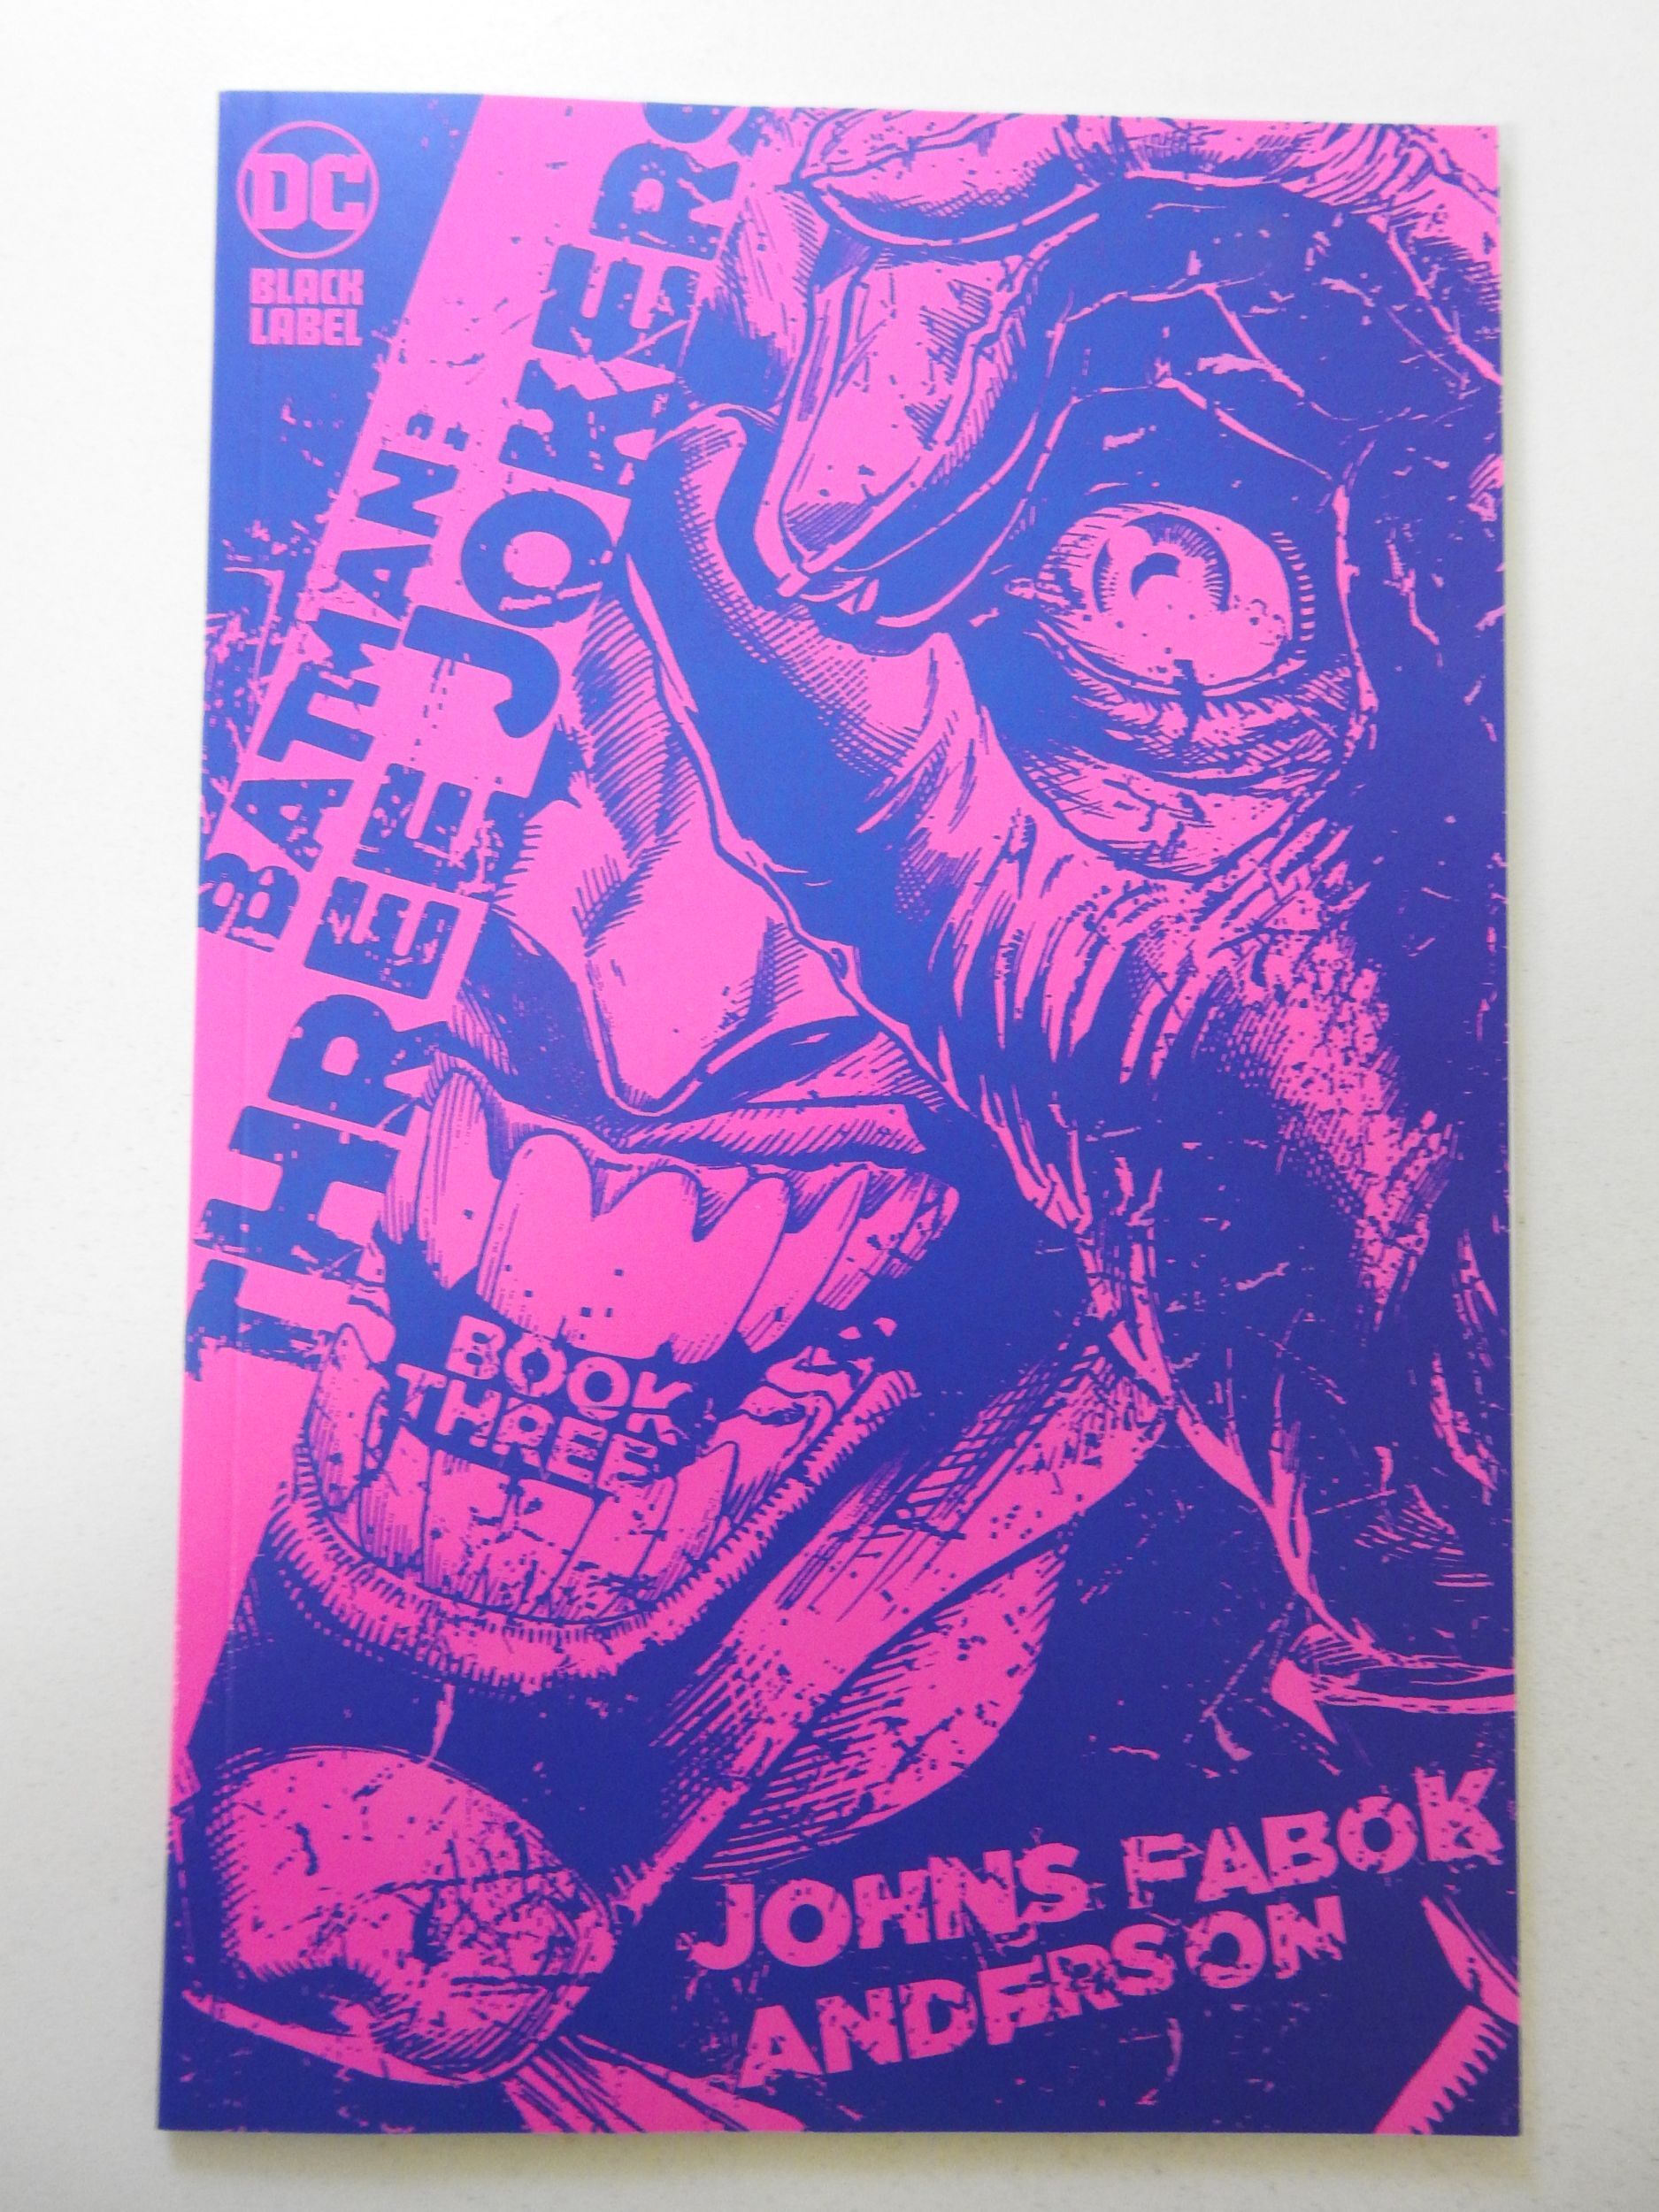 DC
BLACK
LABEL
BATMAN:
THREE JOKERS
BOOK
THREE
JOHNS FABOK
ANDERSON